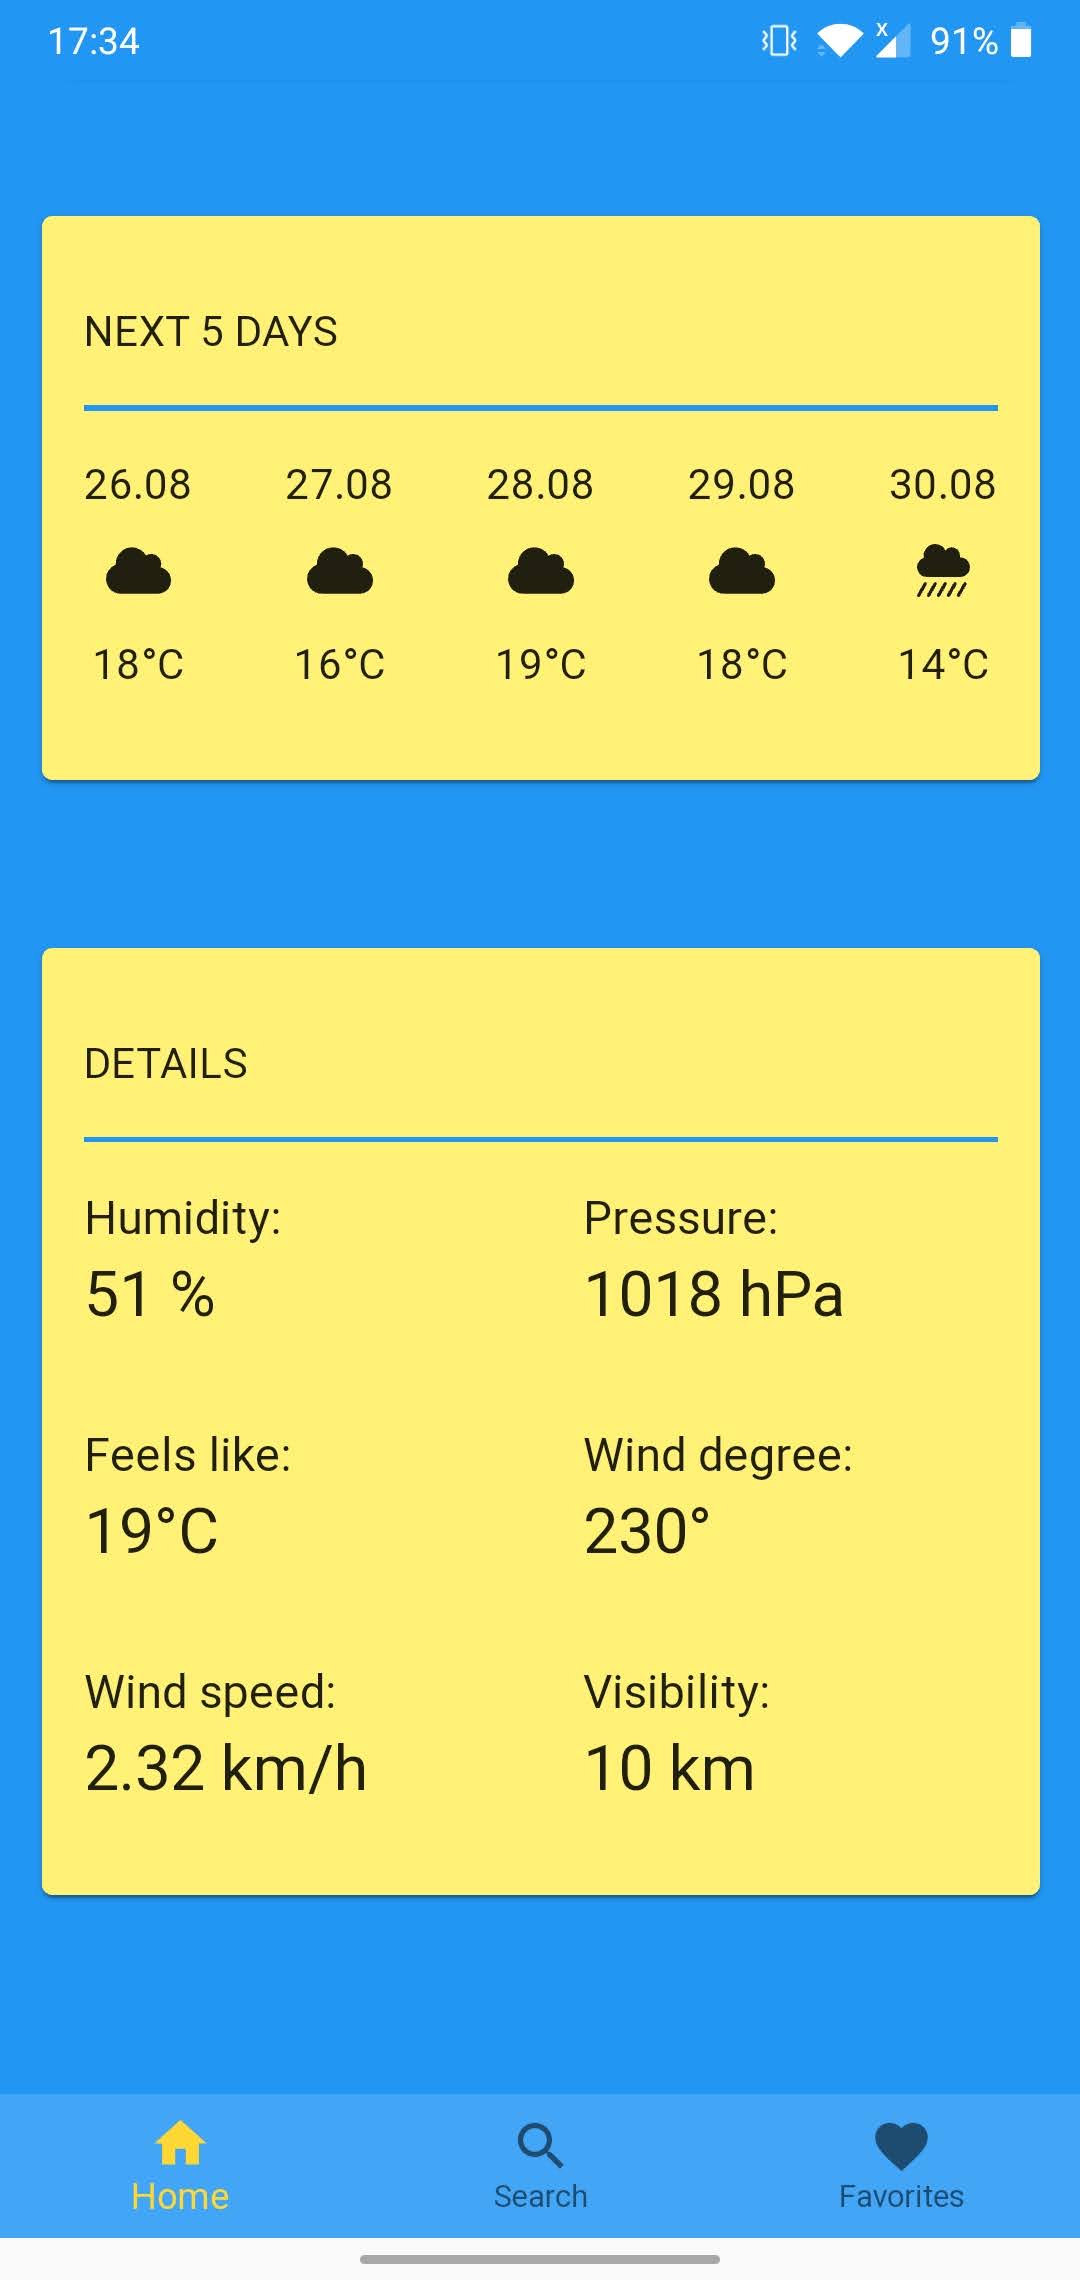 17:34 91%
NEXT 5 DAYS
26.08 27.08 28.08 29.08 30.08
18°C 16°C 19°C 18°C 14°C
DETAILS
Humidity: Pressure:
51 % 1018 hPa
Feels like: Wind degree:
19°C 230°
Wind speed: Visibility:
2.32 km/h 10 km
Home Search Favorites